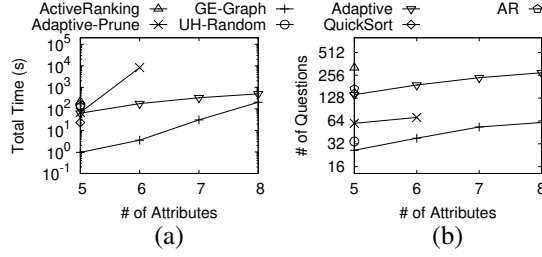 ActiveRanking GE-Graph Adaptive AR
Adaptive-Prune UH-Random QuickSort
10^5
10^4
10^3
10^2
10^1
10^0
10^-1
Total Time (s)
5 6 7 8
# of Attributes
(a)
512
256
128
64
32
16
# of Questions
5 6 7 8
# of Attributes
(b)